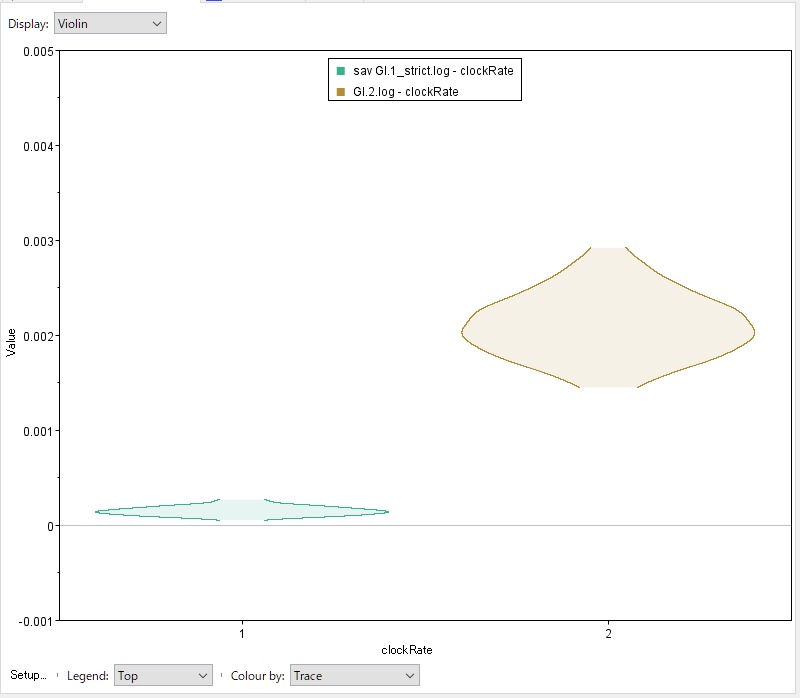 Display: Violin
0.005
sav GI.1_strict.log - clockRate
GI.2.log - clockRate
0.004
0.003
0.002
Value
0.001
0
-0.001
1 2
clockRate
Setup... Legend: Top Colour by: Trace